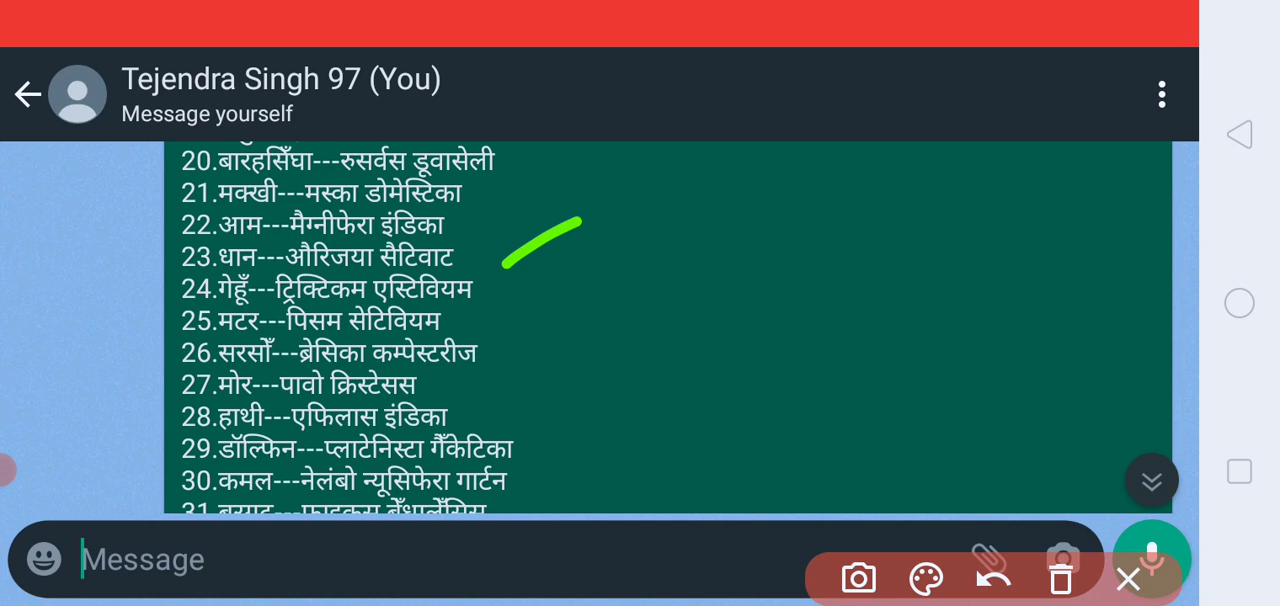 Tejendra Singh 97 (You)
Message yourself
20.बारहसिँघा---रुसर्वस डूवासेली
21.मक्खी---मस्का डोमेस्टिका
22.आम---मैग्नीफेरा इंडिका
23.धान---औरिजया सैटिवाट
24.गेहूँ---ट्रिक्टिकम एस्टिवियम
25.मटर---पिसम सेटिवियम
26.सरसोँ---ब्रेसिका कम्पेस्टरीज
27.मोर---पावो क्रिस्टेसस
28.हाथी---एफिलास इंडिका
29.डॉल्फिन---प्लाटेनिस्टा गैँकेटिका
30.कमल---नेलंबो न्यूसिफेरा गार्टन
Message